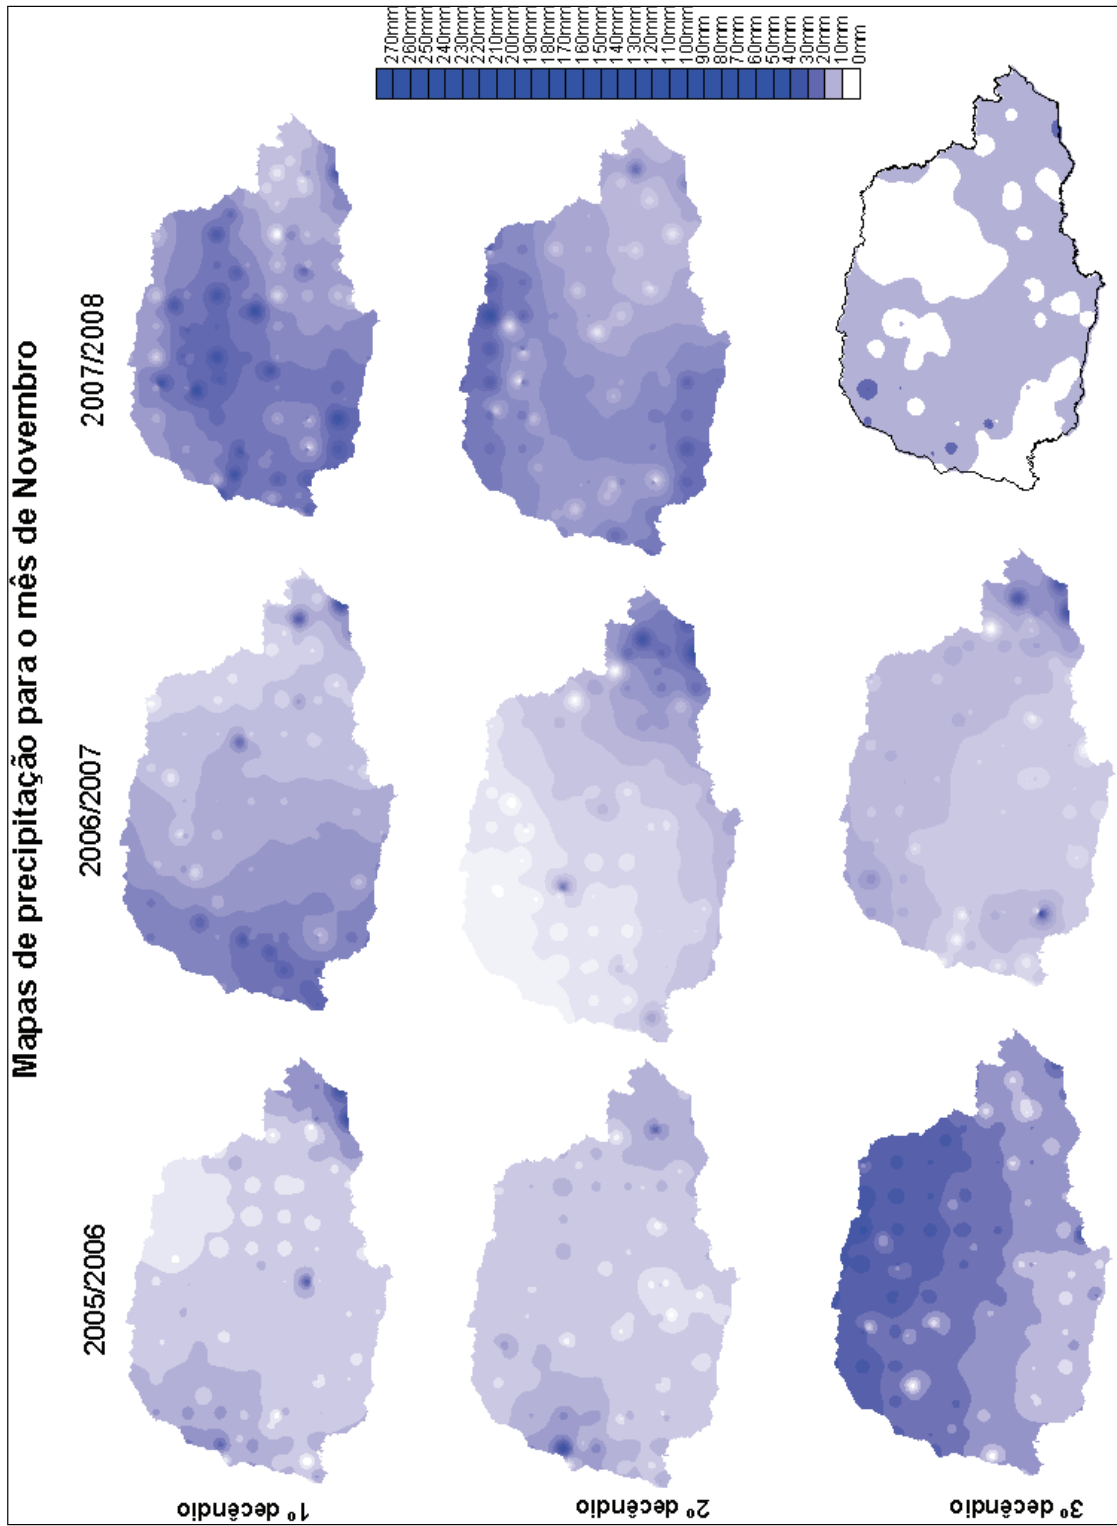 Mapas de precipitação para o mês de Novembro
2005/2006
2006/2007
2007/2008
1º decêndio
2º decêndio
3º decêndio
270mm
260mm
250mm
240mm
230mm
220mm
210mm
200mm
190mm
180mm
170mm
160mm
150mm
140mm
130mm
120mm
110mm
100mm
90mm
80mm
70mm
60mm
50mm
40mm
30mm
20mm
10mm
0mm